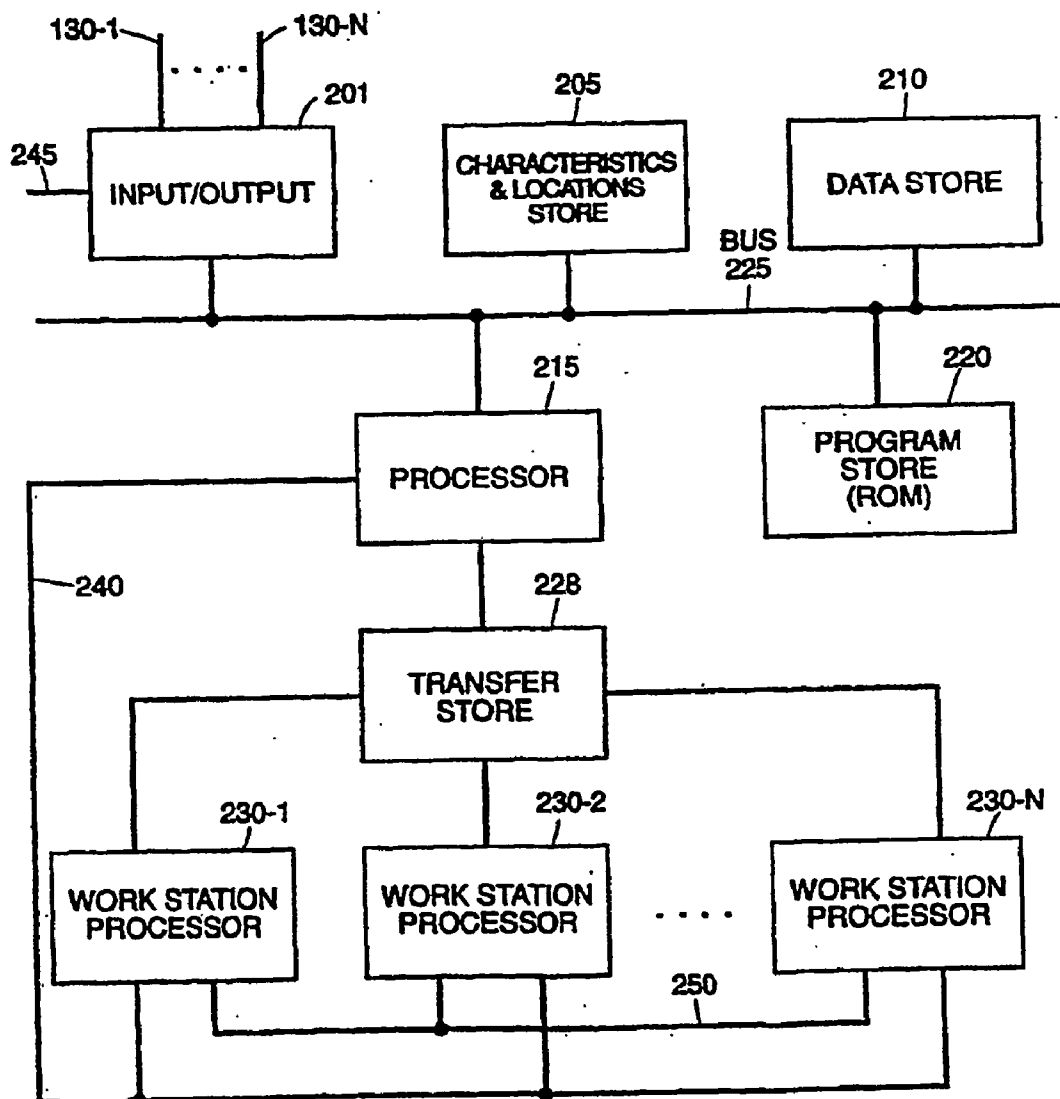 130-1
130-N
201
205
210
245
INPUT/OUTPUT
CHARACTERISTICS
& LOCATIONS
STORE
DATA STORE
BUS
225
215
220
PROCESSOR
PROGRAM
STORE
(ROM)
240
228
TRANSFER
STORE
230-1
230-2
230-N
WORK STATION
PROCESSOR
WORK STATION
PROCESSOR
WORK STATION
PROCESSOR
250